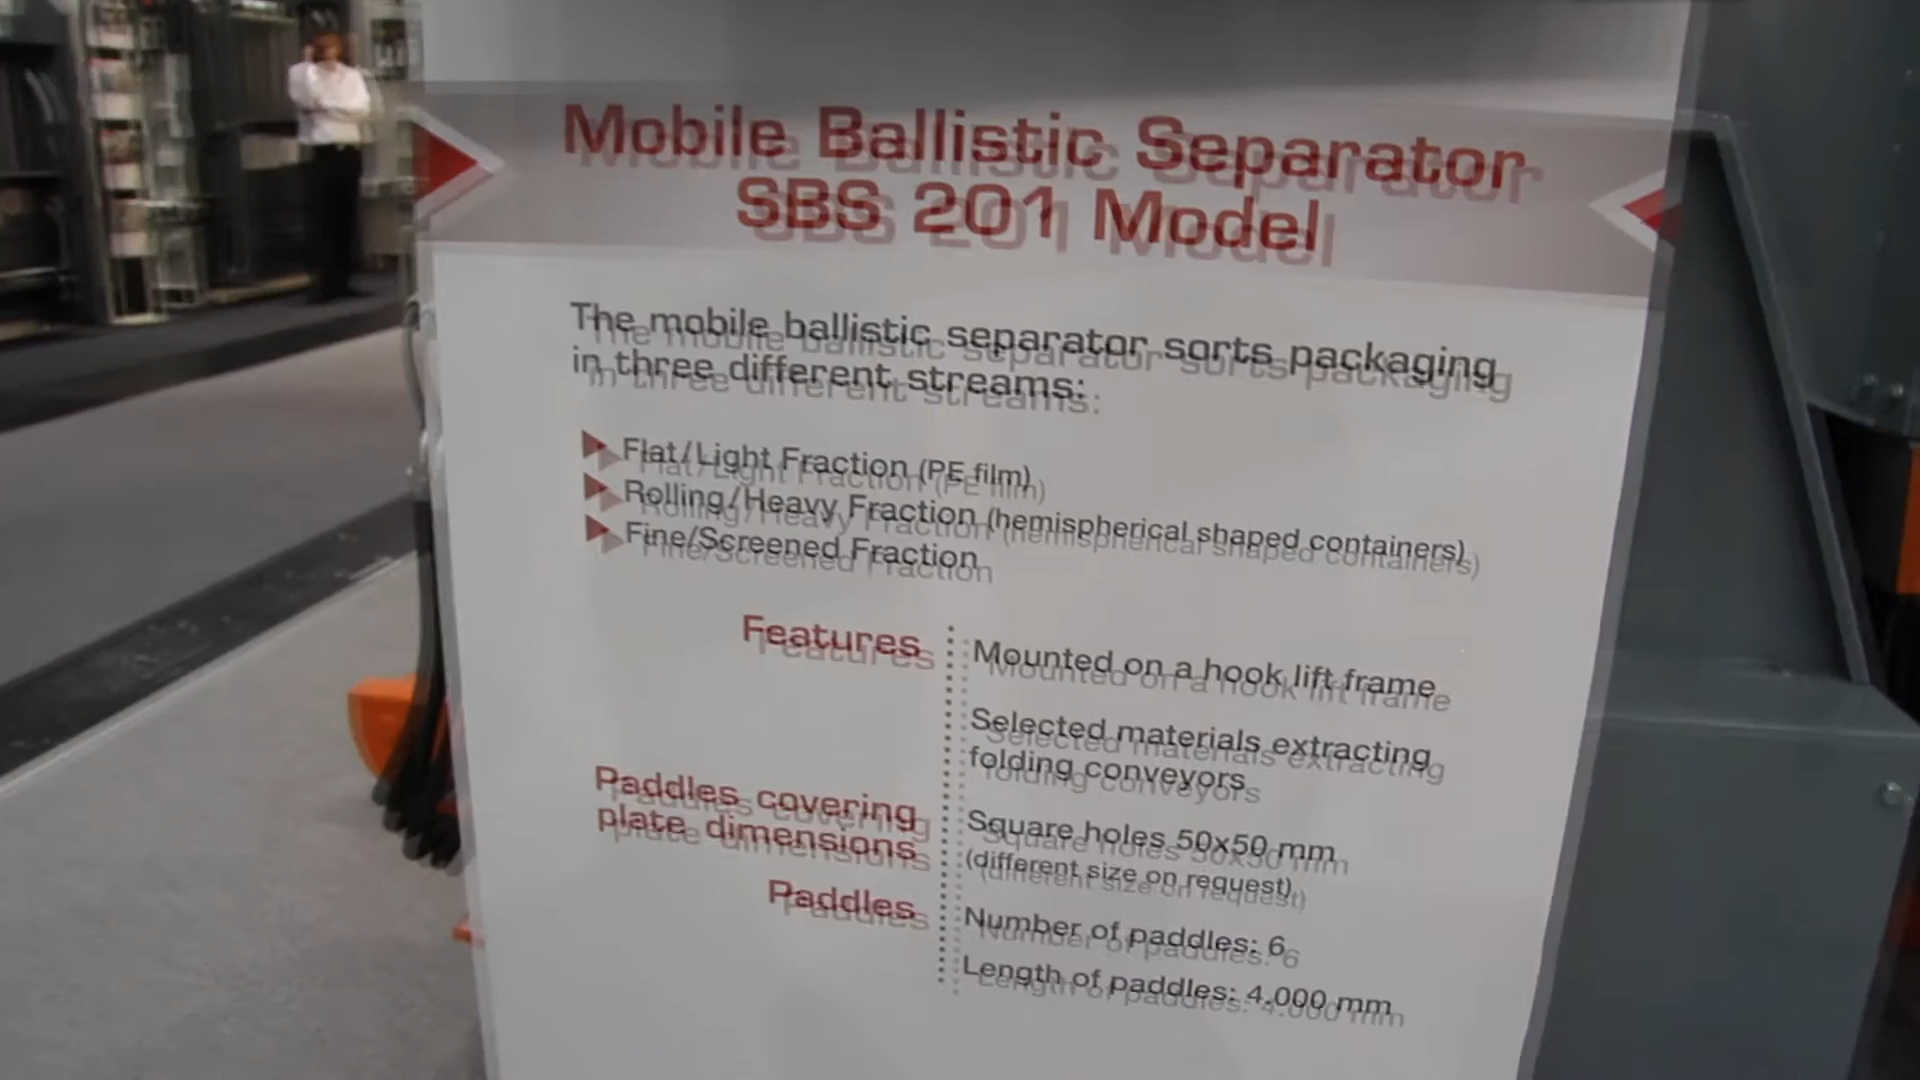 Mobile Ballistic Separator
SBS 201 Model
The mobile ballistic separator sorts packaging
in three different streams:
Flat/Light Fraction (PE film)
Rolling/Heavy Fraction (hemispherical shaped containers)
Fine/Screened Fraction
Features
Mounted on a hook lift frame
Selected materials extracting
folding conveyors
Paddles covering
plate dimensions
Square holes 50x50 mm
(different size on request)
Paddles
Number of paddles: 6
Length of paddles: 4.000 mm